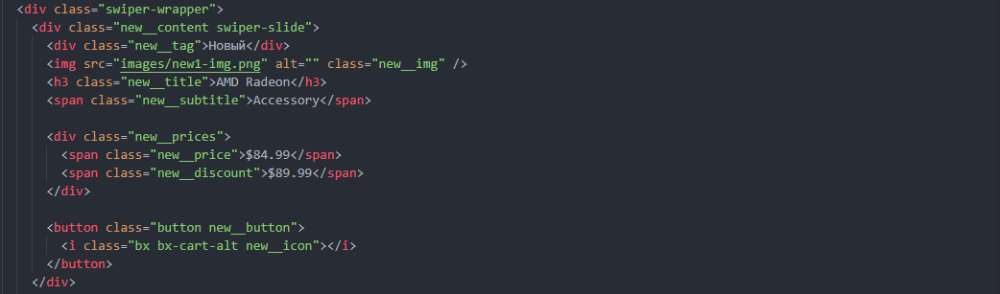 <div class="swiper-wrapper">
<div class="new__content swiper-slide">
<div class="new__tag">Новый</div>
<img src="images/new1-img.png" alt="" class="new__img" />
<h3 class="new__title">AMD Radeon</h3>
<span class="new__subtitle">Accessory</span>
<div class="new__prices">
<span class="new__price">$84.99</span>
<span class="new__discount">$89.99</span>
</div>
<button class="button new__button">
<i class="bx bx-cart-alt new__icon"></i>
</button>
</div>